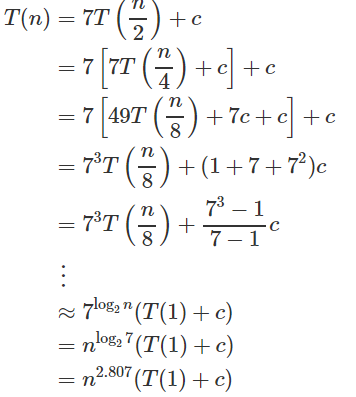 T(n) = 7T(n/2) + c
= 7[7T(n/4) + c] + c
= 7[49T(n/8) + 7c + c] + c
= 7³T(n/8) + (1 + 7 + 7²)c
= 7³T(n/8) + (7³ − 1)/(7 − 1) c
⋮
≈ 7^(log₂ n)(T(1) + c)
= n^(log₂ 7)(T(1) + c)
= n^2.807(T(1) + c)